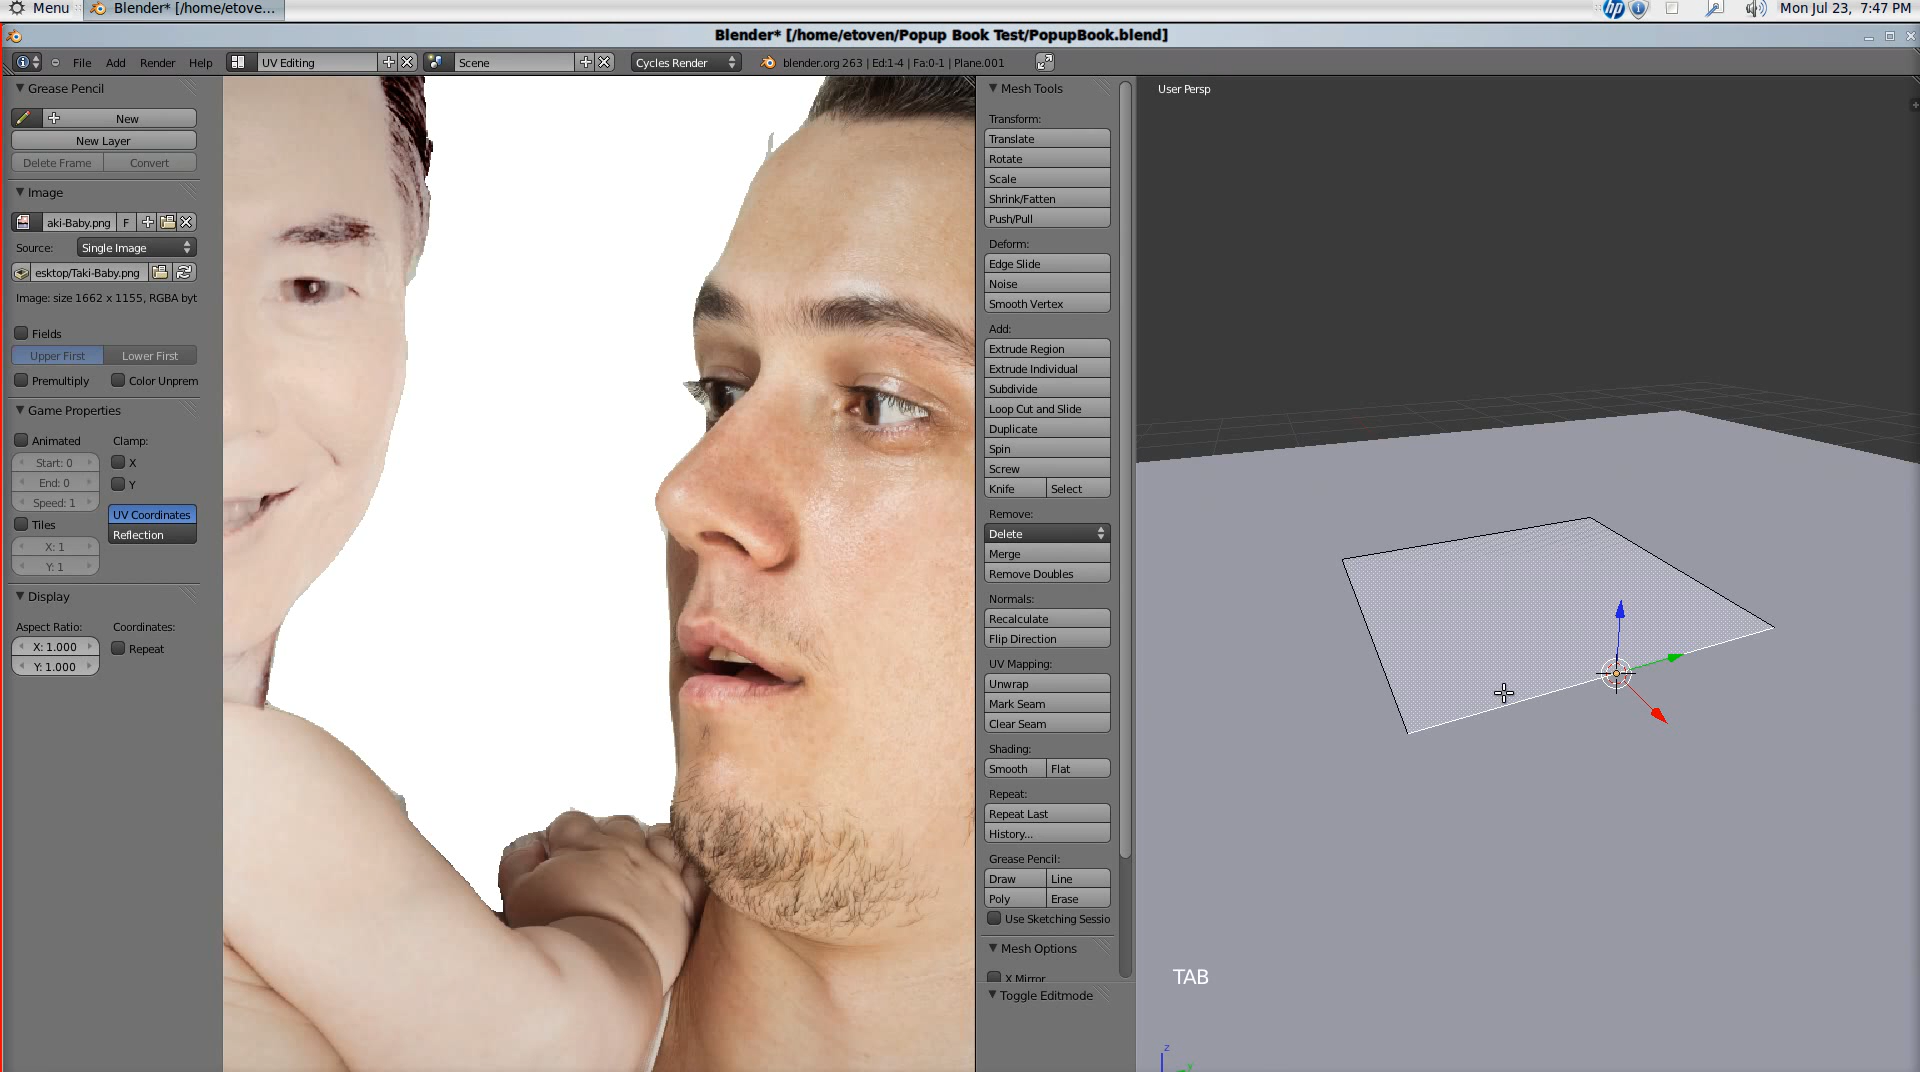 Menu Blender* [/home/etove... Mon Jul 23, 7:47 PM
Blender* [/home/etoven/Popup Book Test/PopupBook.blend]
File Add Render Help UV Editing Scene Cycles Render blender.org 263 | Ed:1-4 | Fa:0-1 | Plane.001
Grease Pencil
New
New Layer
Delete Frame Convert
Image
aki-Baby.png F
Source: Single Image
esktop/Taki-Baby.png
Image: size 1662 x 1155, RGBA byt
Fields
Upper First Lower First
Premultiply Color Unprem
Game Properties
Animated Clamp:
Start: 0 X
End: 0 Y
Speed: 1 UV Coordinates
Tiles Reflection
X: 1
Y: 1
Display
Aspect Ratio: Coordinates:
X: 1.000 Repeat
Y: 1.000
Mesh Tools
Transform:
Translate
Rotate
Scale
Shrink/Fatten
Push/Pull
Deform:
Edge Slide
Noise
Smooth Vertex
Add:
Extrude Region
Extrude Individual
Subdivide
Loop Cut and Slide
Duplicate
Spin
Screw
Knife Select
Remove:
Delete
Merge
Remove Doubles
Normals:
Recalculate
Flip Direction
UV Mapping:
Unwrap
Mark Seam
Clear Seam
Shading:
Smooth Flat
Repeat:
Repeat Last
History...
Grease Pencil:
Draw Line
Poly Erase
Use Sketching Sessio
Mesh Options
X Mirror
Toggle Editmode
User Persp
TAB
z
y